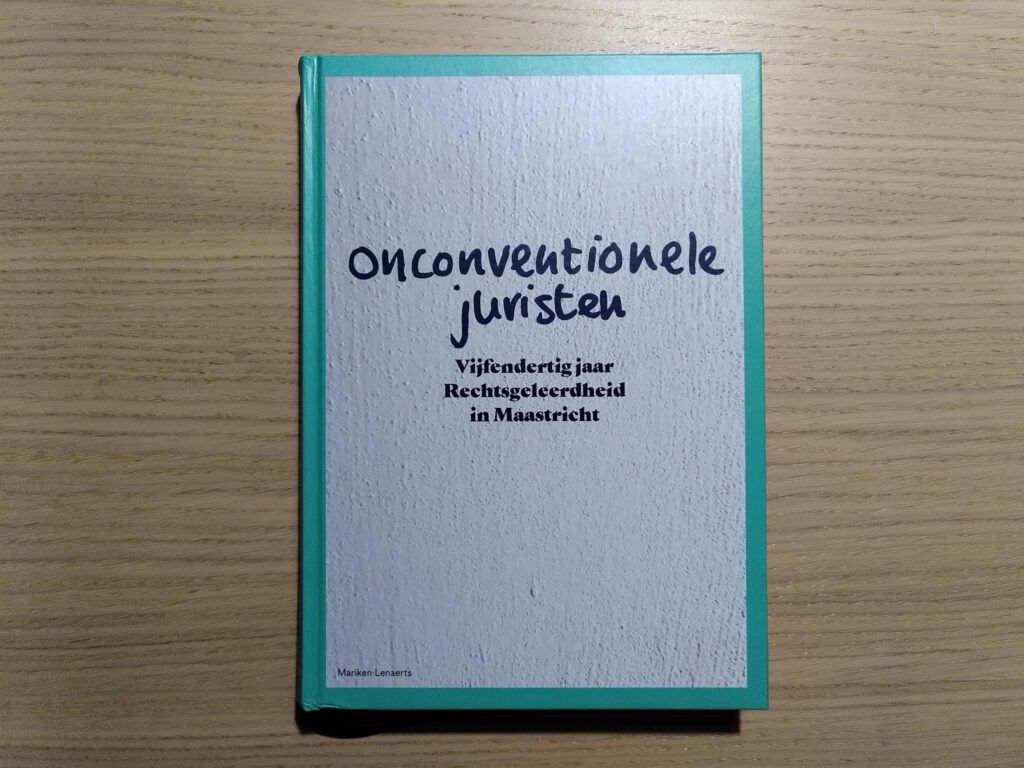 onconventionele
juristen
Vijfendertig jaar
Rechtsgeleerdheid
in Maastricht
Mariken Lenaerts